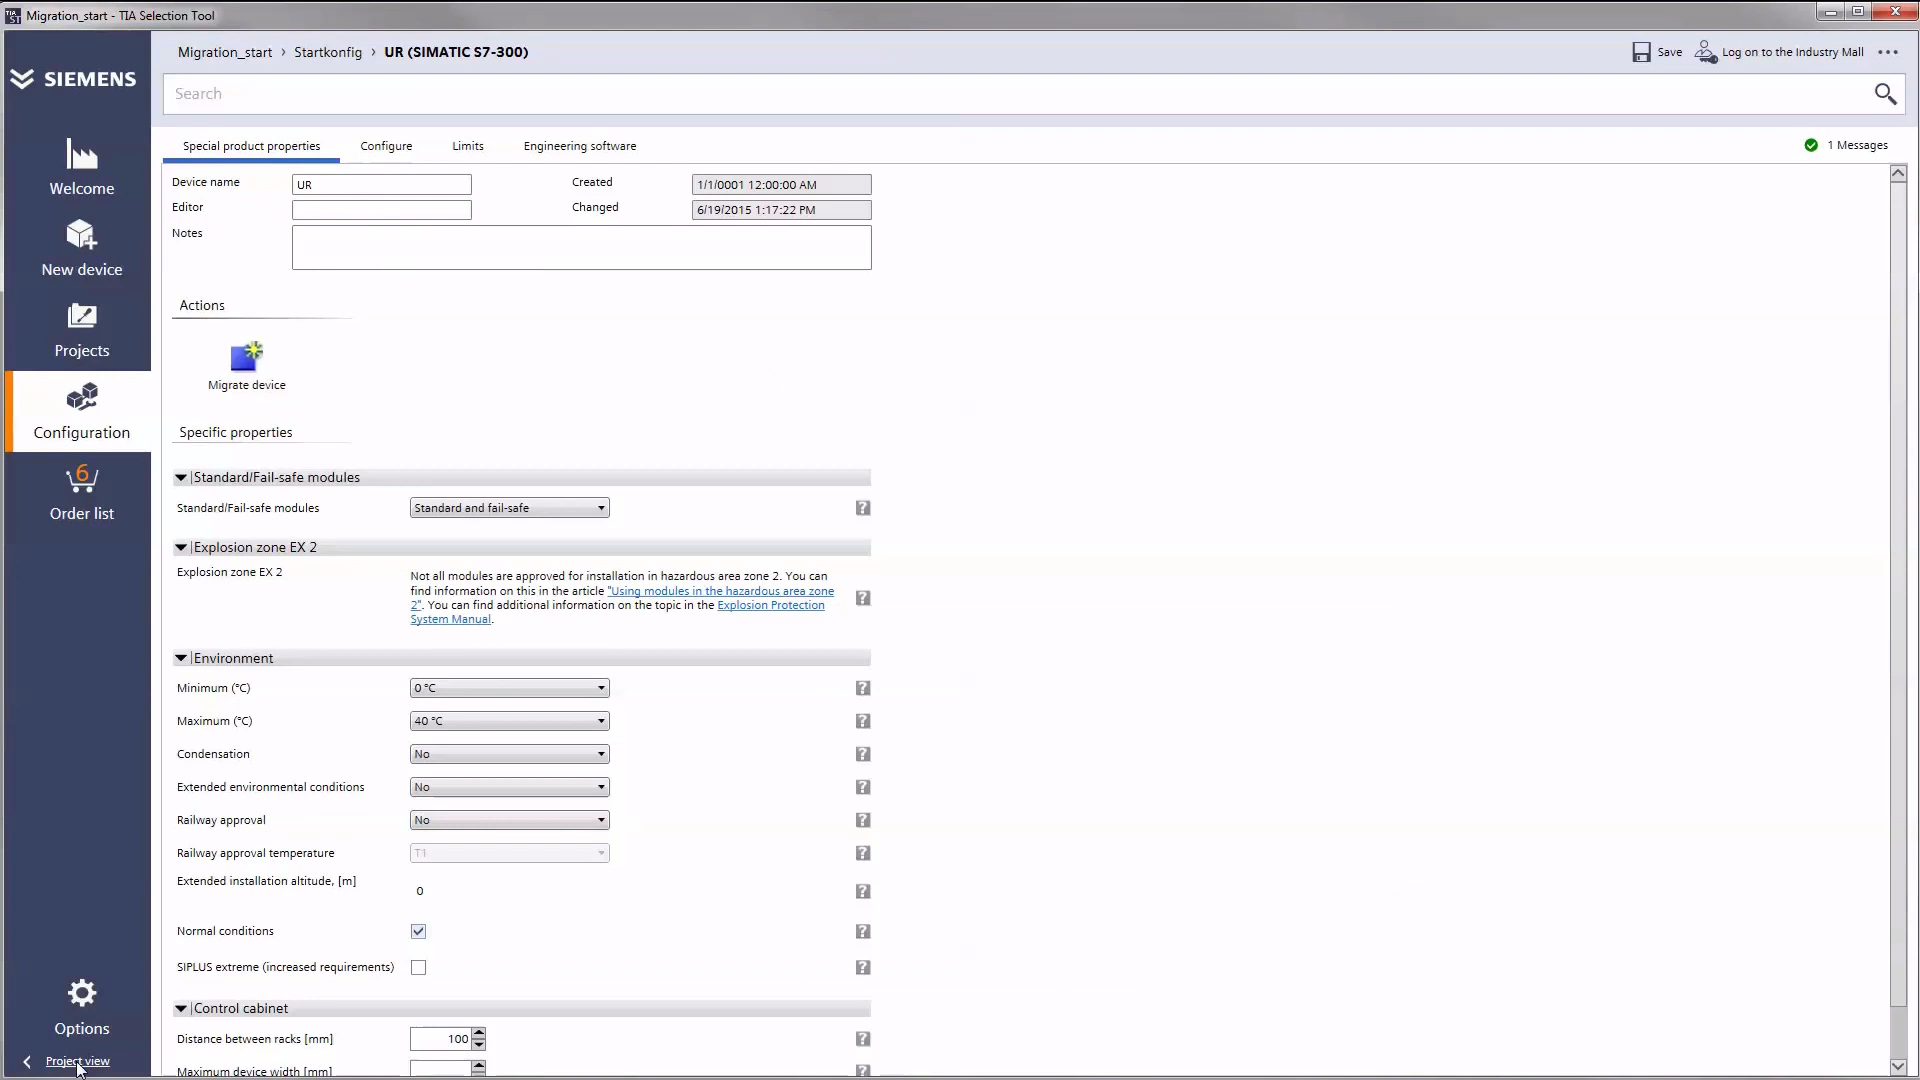 Migration_start - TIA Selection Tool
SIEMENS
Migration_start › Startkonfig › UR (SIMATIC S7-300)
Save
Log on to the Industry Mall
Search
Welcome
New device
Projects
Configuration
6
Order list
Options
Project view
Special product properties
Configure
Limits
Engineering software
1 Messages
Device name
UR
Created
1/1/0001 12:00:00 AM
Editor
Changed
6/19/2015 1:17:22 PM
Notes
Actions
Migrate device
Specific properties
Standard/Fail-safe modules
Standard/Fail-safe modules
Standard and fail-safe
?
Explosion zone EX 2
Explosion zone EX 2
Not all modules are approved for installation in hazardous area zone 2. You can
find information on this in the article "Using modules in the hazardous area zone
2". You can find additional information on the topic in the Explosion Protection
System Manual.
?
Environment
Minimum (°C)
0 °C
?
Maximum (°C)
40 °C
?
Condensation
No
?
Extended environmental conditions
No
?
Railway approval
No
?
Railway approval temperature
T1
?
Extended installation altitude, [m]
0
?
Normal conditions
?
SIPLUS extreme (increased requirements)
?
Control cabinet
Distance between racks [mm]
100
?
Maximum device width [mm]
?